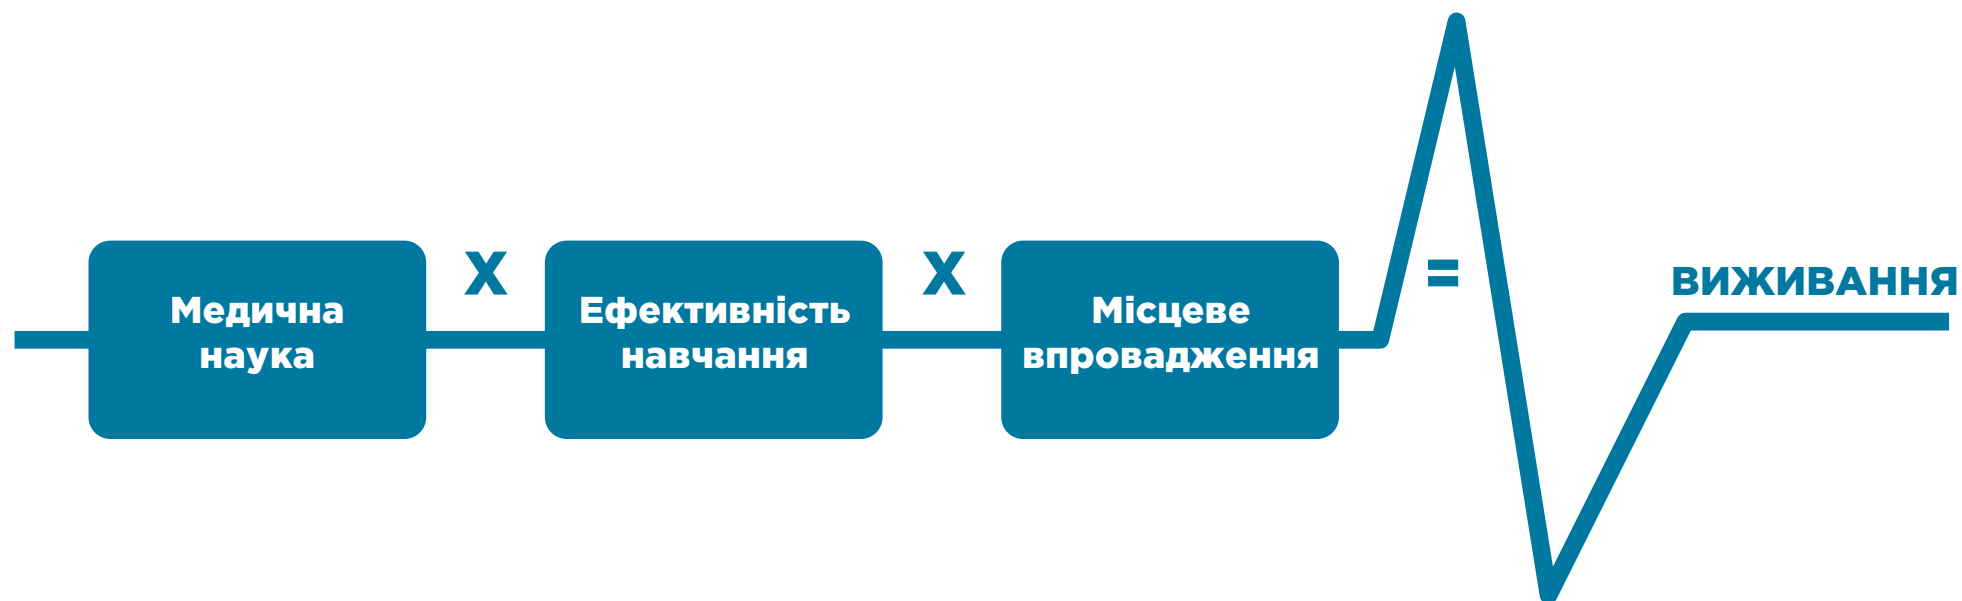 Медична
наука
X
Ефективність
навчання
X
Місцеве
впровадження
=
ВИЖИВАННЯ